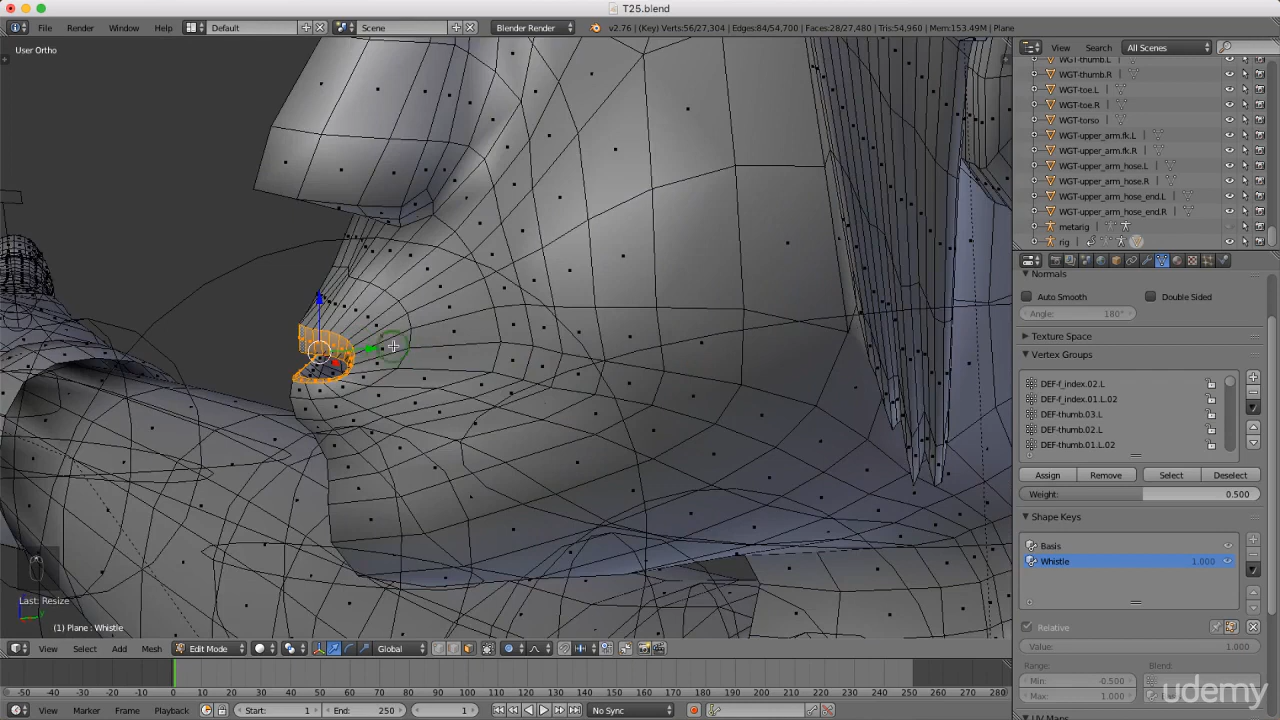 T25.blend
File Render Window Help Default Scene Blender Render v2.76 | (Key) Verts:56/27,304 | Edges:84/54,700 | Faces:28/27,480 | Tris:54,960 | Mem:153.49M | Plane
User Ortho
View Search All Scenes
WGT-thumb.L
WGT-thumb.R
WGT-toe.L
WGT-toe.R
WGT-torso
WGT-upper_arm.fk.L
WGT-upper_arm.fk.R
WGT-upper_arm_hose.L
WGT-upper_arm_hose.R
WGT-upper_arm_hose_end.L
WGT-upper_arm_hose_end.R
metarig
rig
Normals
Auto Smooth Double Sided
Angle: 180°
Texture Space
Vertex Groups
DEF-f_index.02.L
DEF-f_index.01.L.02
DEF-thumb.03.L
DEF-thumb.02.L
DEF-thumb.01.L.02
Assign Remove Select Deselect
Weight: 0.500
Shape Keys
Basis
Whistle 1.000
Relative
Value: 1.000
Range: Blend:
Min: -0.500
Max: 1.000
UV Maps
udemy
Last: Resize
(1) Plane : Whistle
View Select Add Mesh Edit Mode Global
-50 -40 -30 -20 -10 0 10 20 30 40 50 60 70 80 90 100 110 120 130 140 150 160 170 180 190 200 210 220 230 240 250 260 270 280
View Marker Frame Playback Start: 1 End: 250 1 No Sync